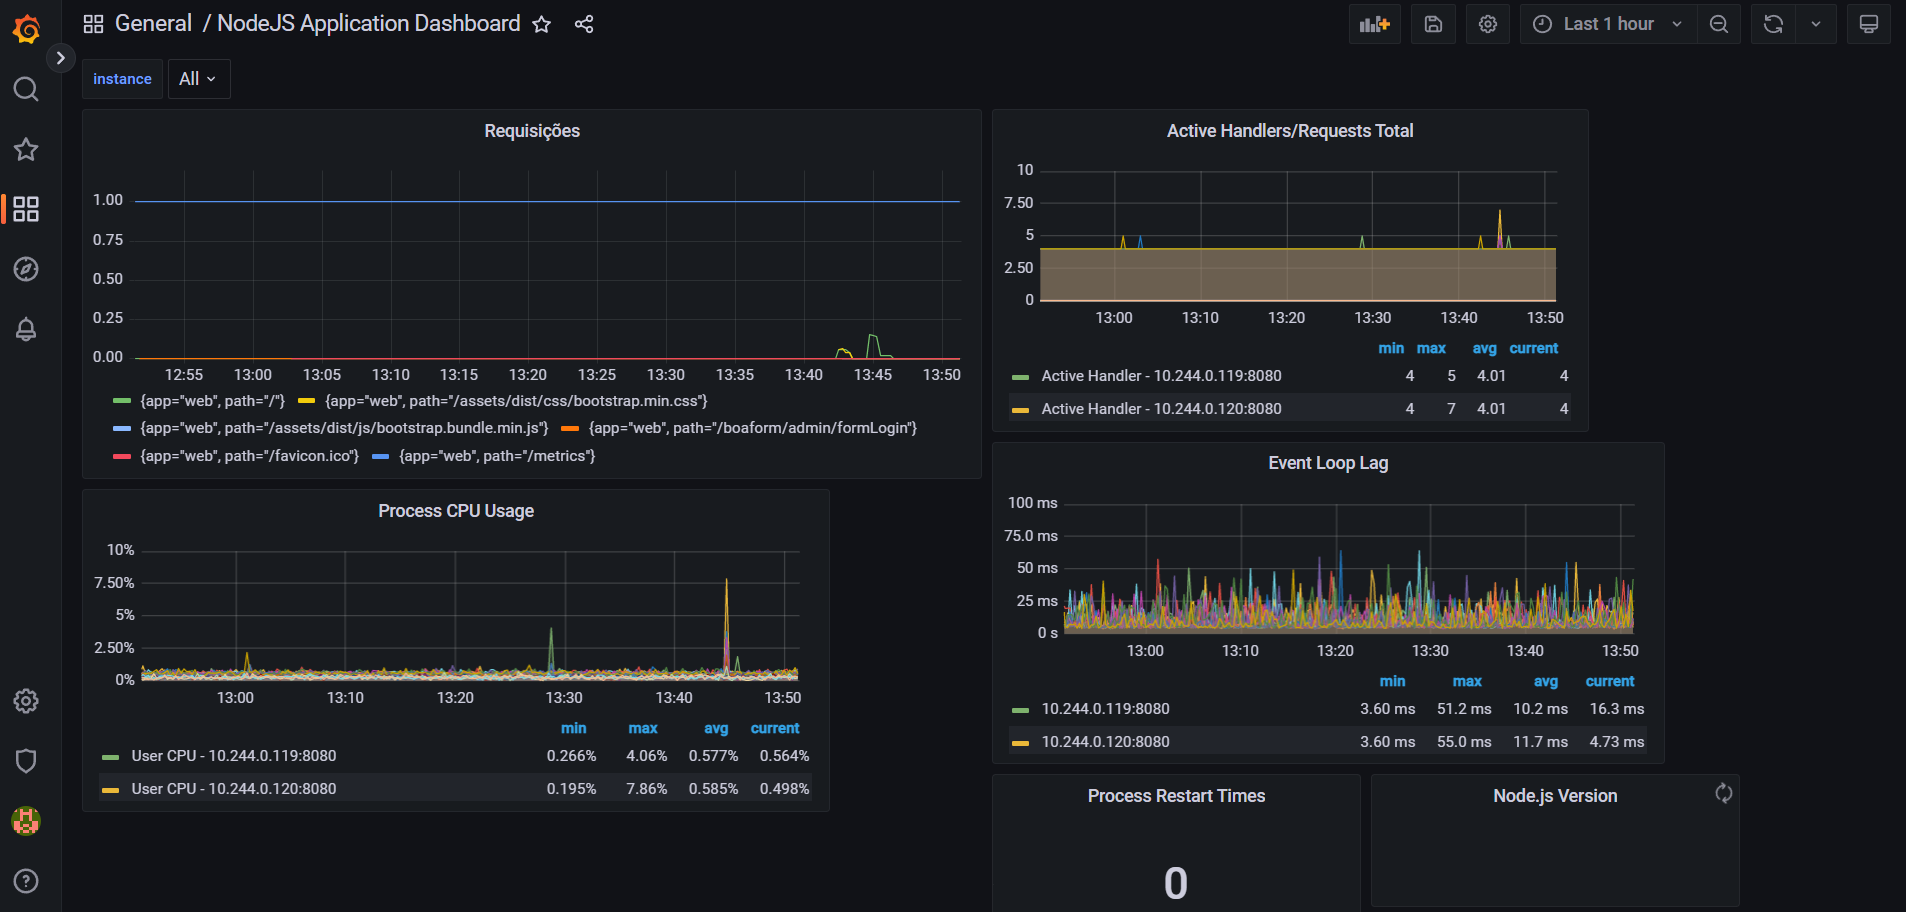 General / NodeJS Application Dashboard
Last 1 hour
instance All
Requisições
1.00
0.75
0.50
0.25
0.00
12:55 13:00 13:05 13:10 13:15 13:20 13:25 13:30 13:35 13:40 13:45 13:50
{app="web", path="/"} {app="web", path="/assets/dist/css/bootstrap.min.css"}
{app="web", path="/assets/dist/js/bootstrap.bundle.min.js"} {app="web", path="/boaform/admin/formLogin"}
{app="web", path="/favicon.ico"} {app="web", path="/metrics"}
Active Handlers/Requests Total
10
7.50
5
2.50
0
13:00 13:10 13:20 13:30 13:40 13:50
min max avg current
Active Handler - 10.244.0.119:8080 4 5 4.01 4
Active Handler - 10.244.0.120:8080 4 7 4.01 4
Process CPU Usage
10%
7.50%
5%
2.50%
0%
13:00 13:10 13:20 13:30 13:40 13:50
min max avg current
User CPU - 10.244.0.119:8080 0.266% 4.06% 0.577% 0.564%
User CPU - 10.244.0.120:8080 0.195% 7.86% 0.585% 0.498%
Event Loop Lag
100 ms
75.0 ms
50 ms
25 ms
0 s
13:00 13:10 13:20 13:30 13:40 13:50
min max avg current
10.244.0.119:8080 3.60 ms 51.2 ms 10.2 ms 16.3 ms
10.244.0.120:8080 3.60 ms 55.0 ms 11.7 ms 4.73 ms
Process Restart Times
0
Node.js Version